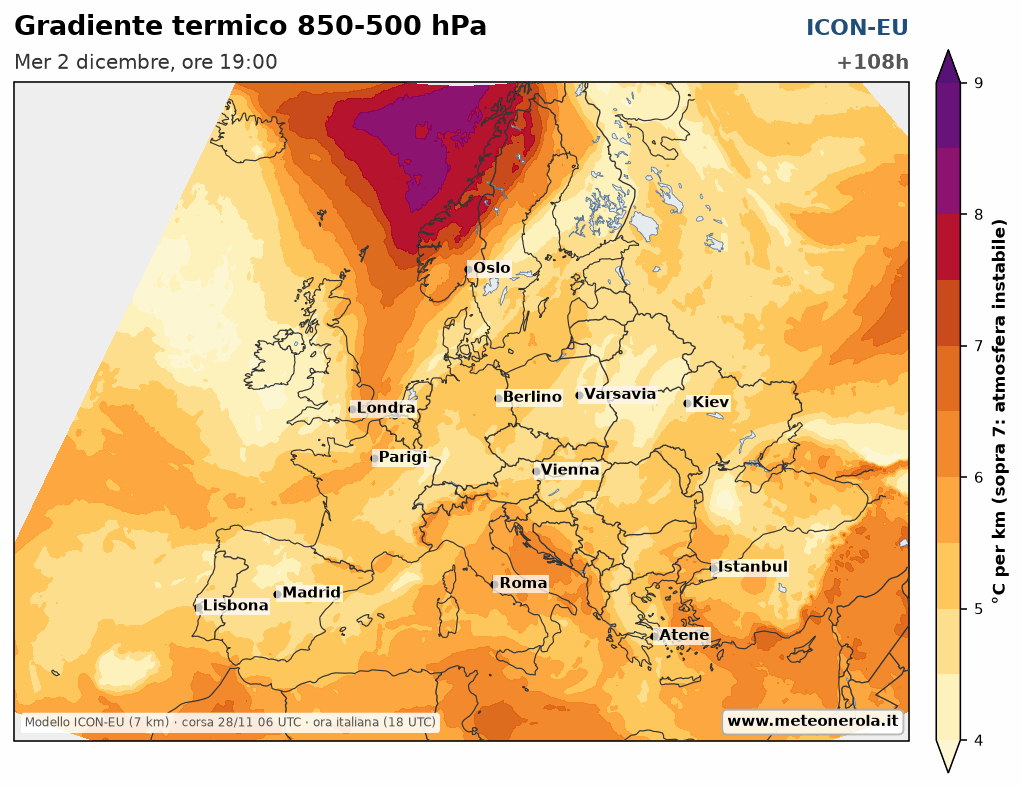 Gradiente termico 850-500 hPa
ICON-EU
Mer 2 dicembre, ore 19:00
+108h
9
8
7
6
5
4
°C per km (sopra 7: atmosfera instabile)
Oslo
Berlino
Varsavia
Kiev
Londra
Parigi
Vienna
Istanbul
Roma
Madrid
Lisbona
Atene
Modello ICON-EU (7 km) · corsa 28/11 06 UTC · ora italiana (18 UTC)
www.meteonerola.it